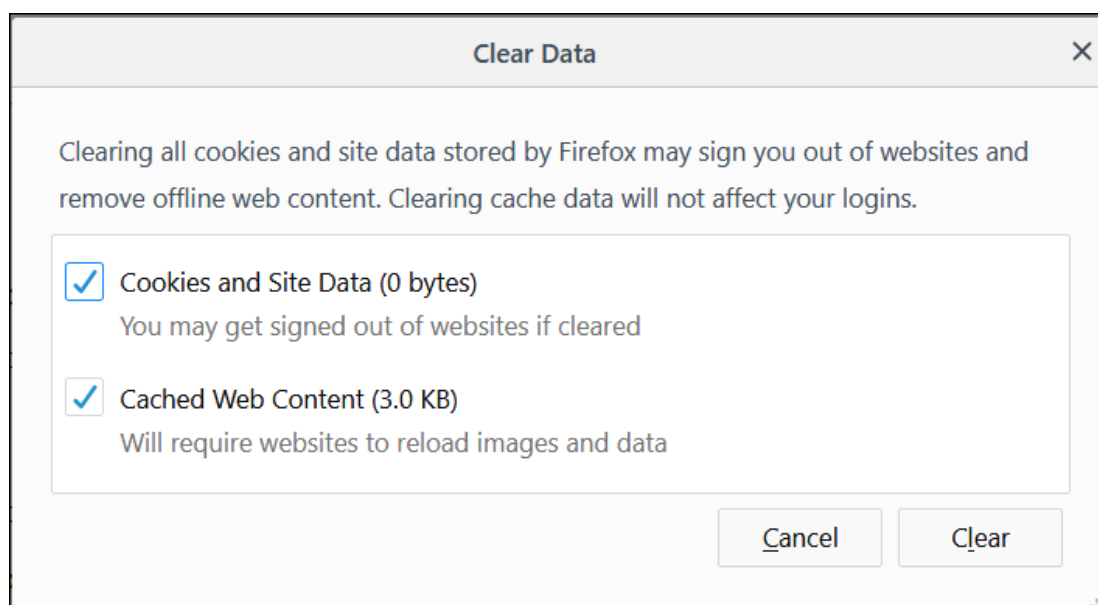 Clear Data
Clearing all cookies and site data stored by Firefox may sign you out of websites and
remove offline web content. Clearing cache data will not affect your logins.
Cookies and Site Data (0 bytes)
You may get signed out of websites if cleared
Cached Web Content (3.0 KB)
Will require websites to reload images and data
Cancel Clear